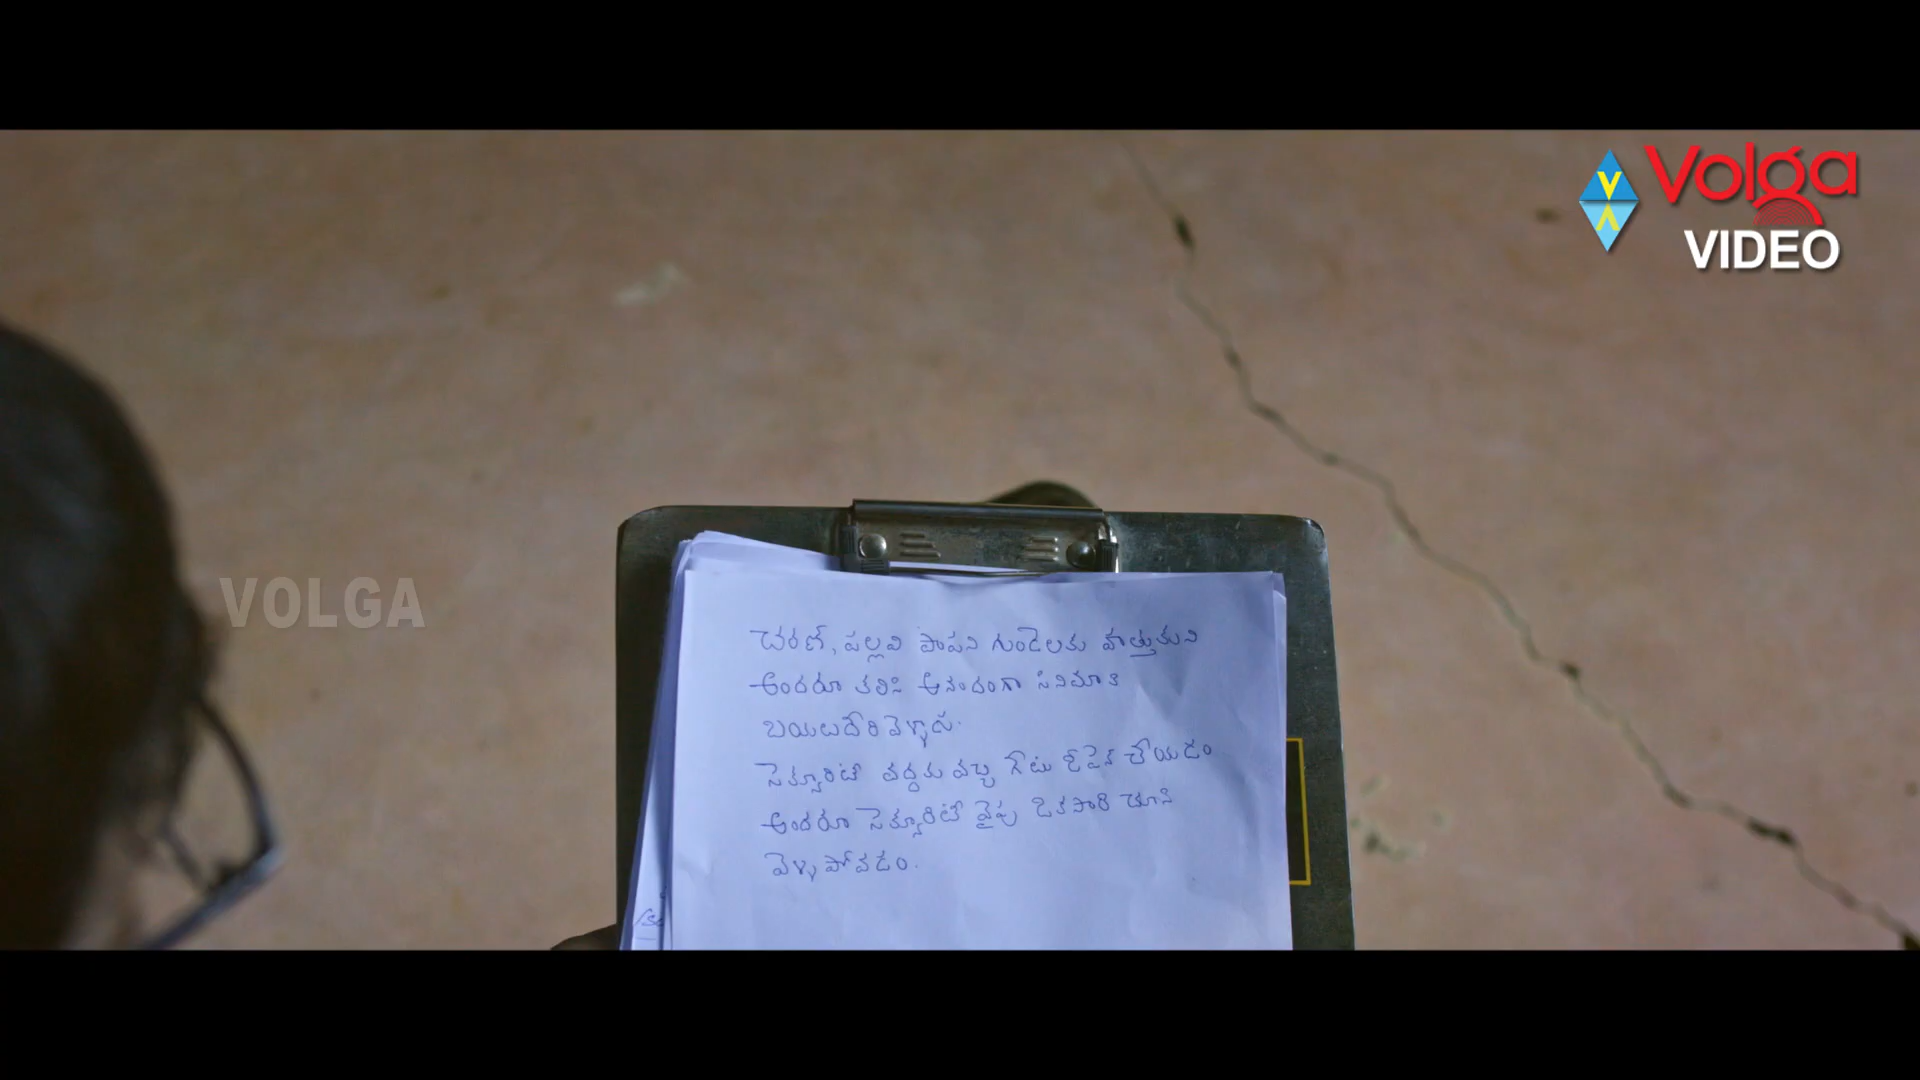 Volga
VIDEO
VOLGA
చరణ్, పల్లవి పాపని గుండెలకు హత్తుకుని
అందరూ కలిసి ఆనందంగా సినిమాకి
బయలుదేరి వెళ్ళారు.
సెక్యూరిటీ వద్దకు వచ్చి గేటు ఓపెన్ చేయడం
అందరూ సెక్యూరిటీ వైపు ఒకసారి చూసి
వెళ్ళిపోవడం.